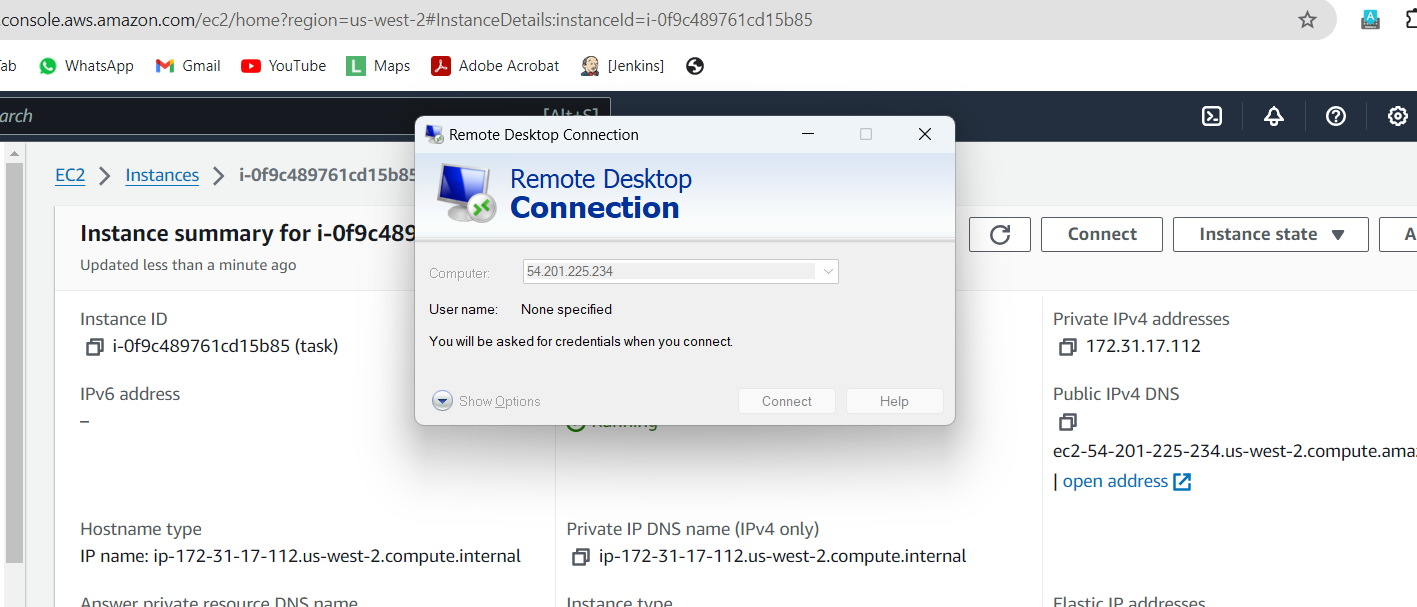 console.aws.amazon.com/ec2/home?region=us-west-2#InstanceDetails:instanceId=i-0f9c489761cd15b85
WhatsApp Gmail YouTube Maps Adobe Acrobat [Jenkins]
[Alt+S]
Remote Desktop Connection
Remote Desktop
Connection
Computer: 54.201.225.234
User name: None specified
You will be asked for credentials when you connect.
Show Options Connect Help
EC2 Instances i-0f9c489761cd15b85
Instance summary for i-0f9c489 Connect Instance state
Updated less than a minute ago
Instance ID
i-0f9c489761cd15b85 (task)
IPv6 address
–
Running
Private IPv4 addresses
172.31.17.112
Public IPv4 DNS
ec2-54-201-225-234.us-west-2.compute.ama
| open address
Hostname type
IP name: ip-172-31-17-112.us-west-2.compute.internal
Private IP DNS name (IPv4 only)
ip-172-31-17-112.us-west-2.compute.internal
Answer private resource DNS name
Instance type
Elastic IP addresses